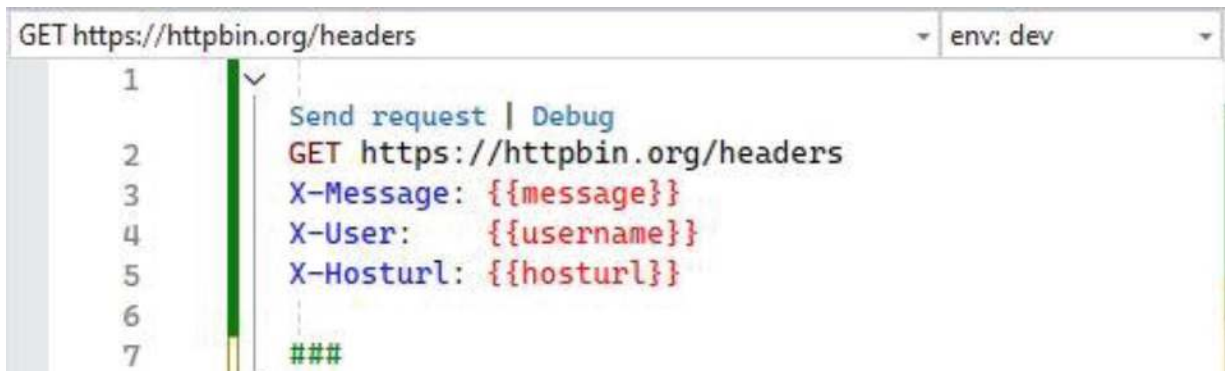 GET https://httpbin.org/headers env: dev
1
Send request | Debug
2 GET https://httpbin.org/headers
3 X-Message: {{message}}
4 X-User: {{username}}
5 X-Hosturl: {{hosturl}}
6
7 ###